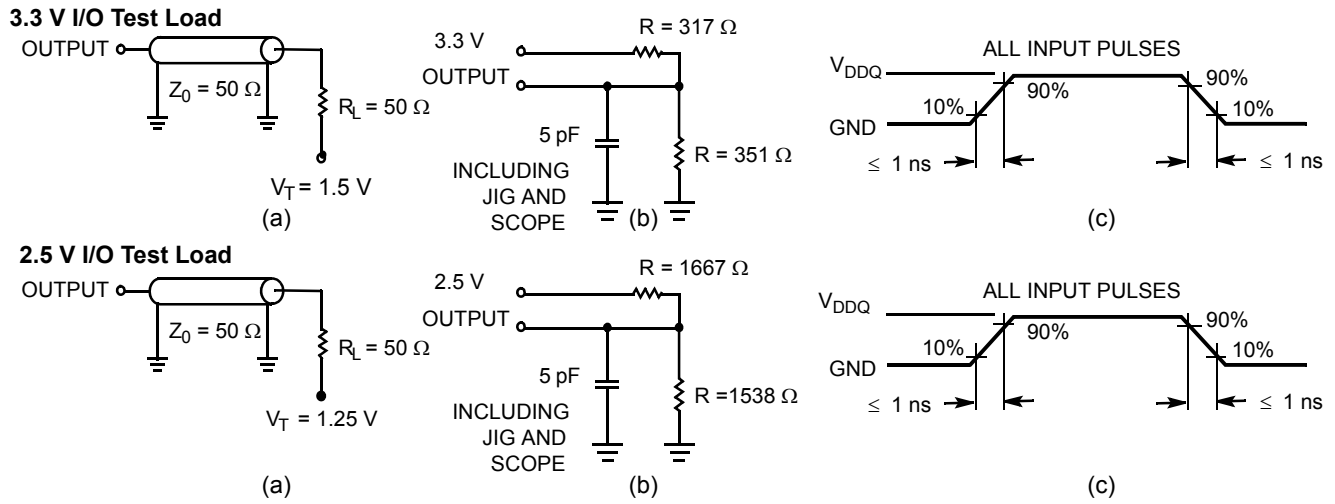 3.3 V I/O Test Load
OUTPUT
Z0 = 50 Ω
RL = 50 Ω
VT = 1.5 V
(a)
3.3 V
OUTPUT
R = 317 Ω
5 pF
INCLUDING
JIG AND
SCOPE
R = 351 Ω
(b)
ALL INPUT PULSES
VDDQ
GND
10%
90%
90%
10%
≤ 1 ns
≤ 1 ns
(c)
2.5 V I/O Test Load
OUTPUT
Z0 = 50 Ω
RL = 50 Ω
VT = 1.25 V
(a)
2.5 V
OUTPUT
R = 1667 Ω
5 pF
INCLUDING
JIG AND
SCOPE
R =1538 Ω
(b)
ALL INPUT PULSES
VDDQ
GND
10%
90%
90%
10%
≤ 1 ns
≤ 1 ns
(c)